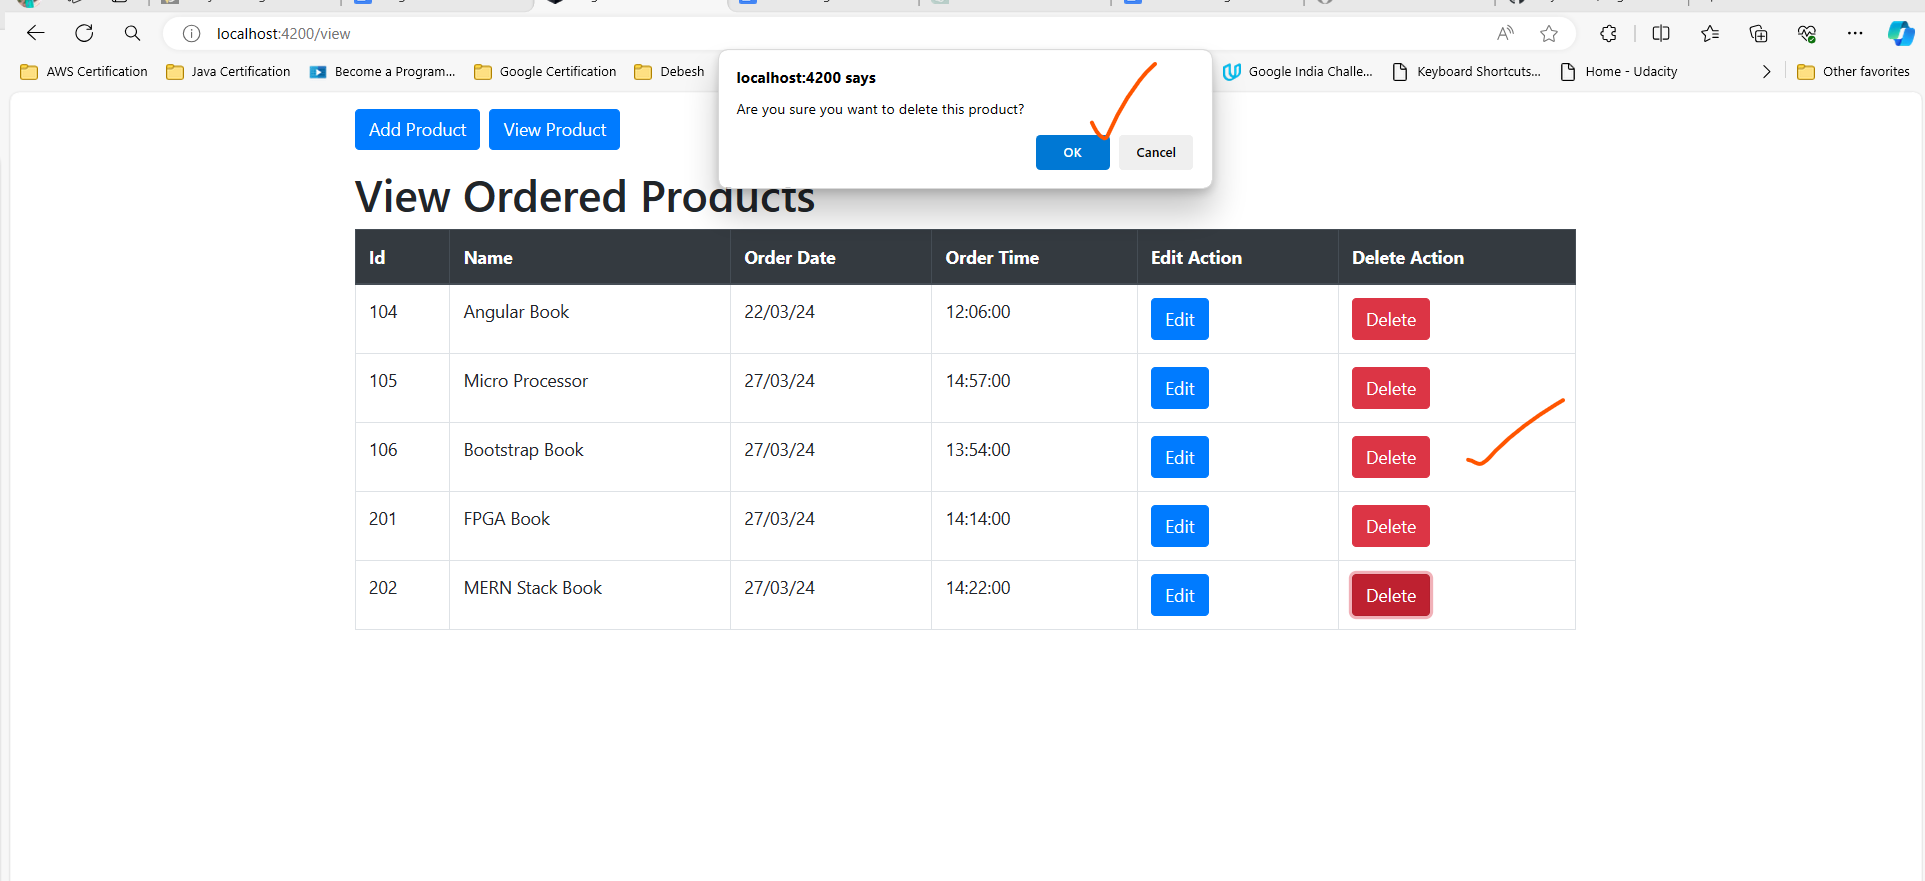 localhost:4200/view
AWS Certification Java Certification Become a Program... Google Certification Debesh Google India Challe... Keyboard Shortcuts... Home - Udacity Other favorites
localhost:4200 says
Are you sure you want to delete this product?
OK Cancel
Add Product View Product
View Ordered Products
Id Name Order Date Order Time Edit Action Delete Action
104 Angular Book 22/03/24 12:06:00 Edit Delete
105 Micro Processor 27/03/24 14:57:00 Edit Delete
106 Bootstrap Book 27/03/24 13:54:00 Edit Delete
201 FPGA Book 27/03/24 14:14:00 Edit Delete
202 MERN Stack Book 27/03/24 14:22:00 Edit Delete